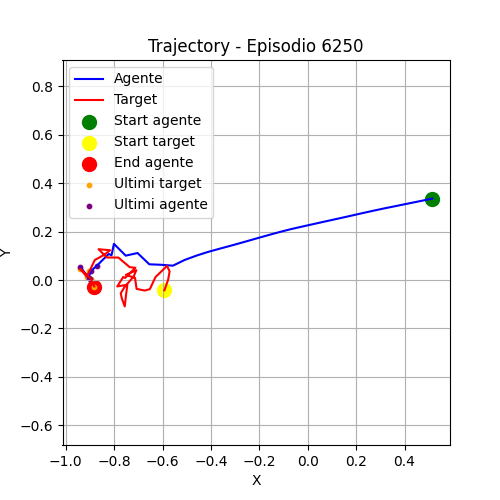 Trajectory - Episodio 6250
Agente
Target
Start agente
Start target
End agente
Ultimi target
Ultimi agente
0.8
0.6
0.4
0.2
0.0
−0.2
−0.4
−0.6
Y
−1.0 −0.8 −0.6 −0.4 −0.2 0.0 0.2 0.4
X